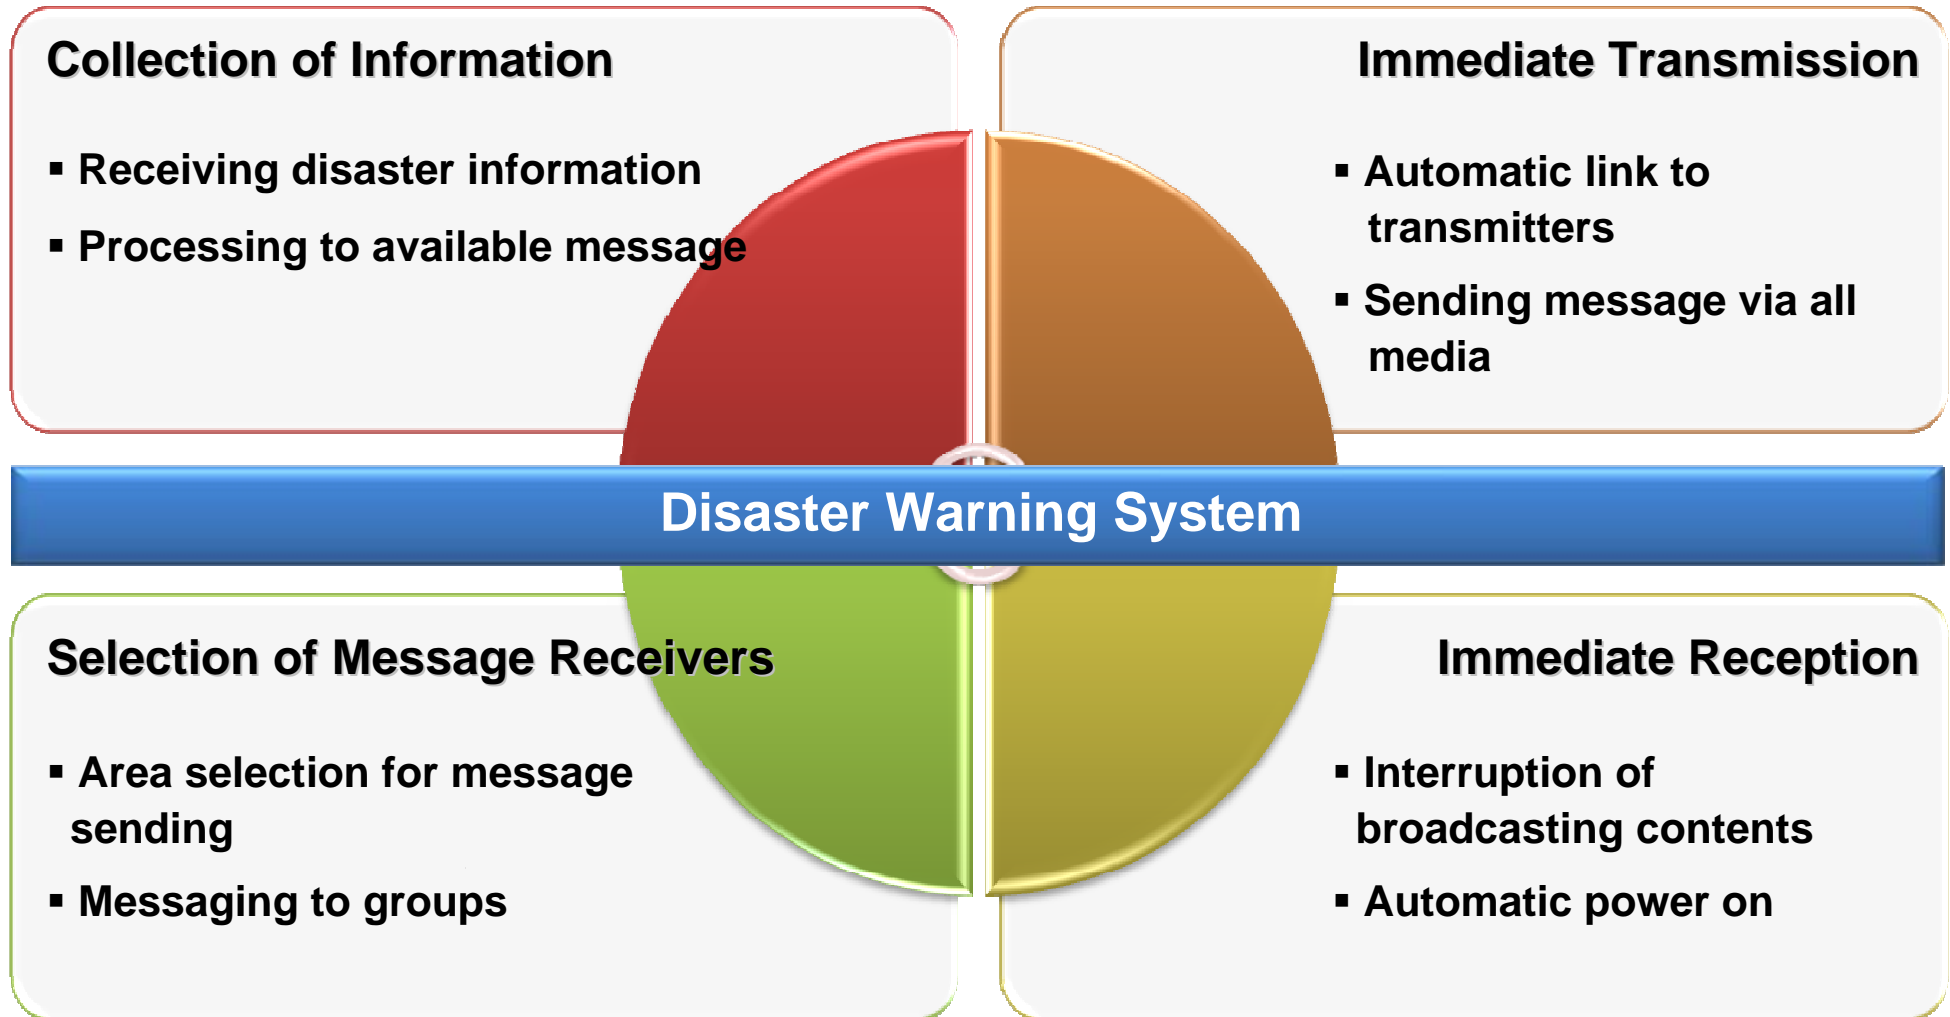 Collection of Information
▪ Receiving disaster information
▪ Processing to available message
Immediate Transmission
▪ Automatic link to
transmitters
▪ Sending message via all
media
Disaster Warning System
Selection of Message Receivers
▪ Area selection for message
sending
▪ Messaging to groups
Immediate Reception
▪ Interruption of
broadcasting contents
▪ Automatic power on